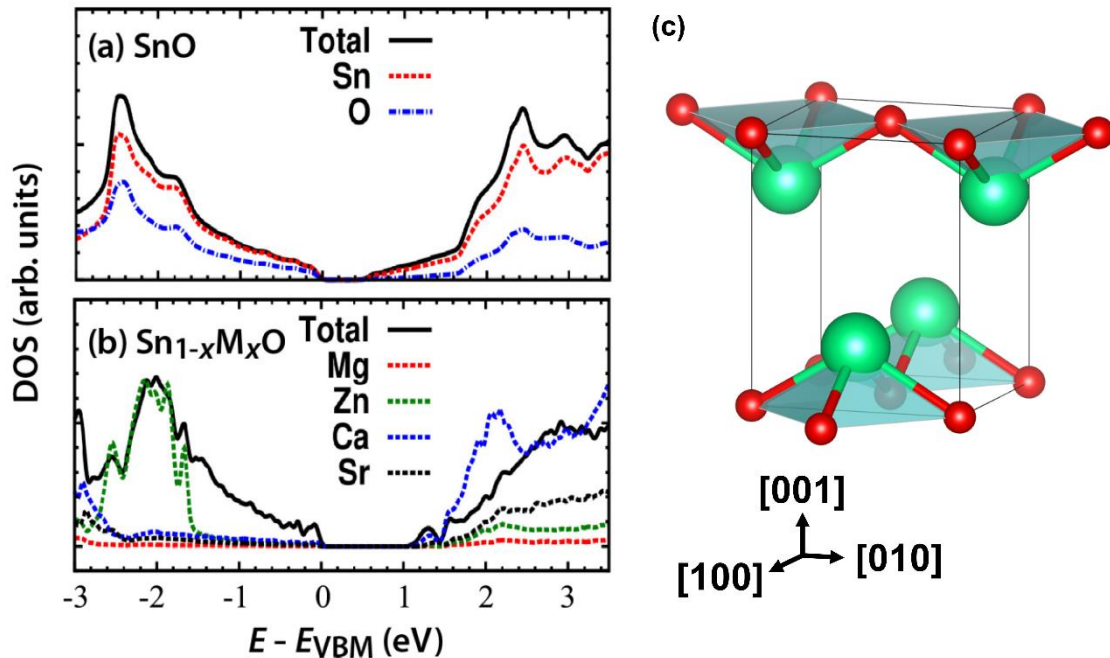 (a) SnO
Total
Sn
O
(b) Sn1-xMxO
Total
Mg
Zn
Ca
Sr
DOS (arb. units)
-3 -2 -1 0 1 2 3
E - EVBM (eV)
(c)
[001]
[100]
[010]